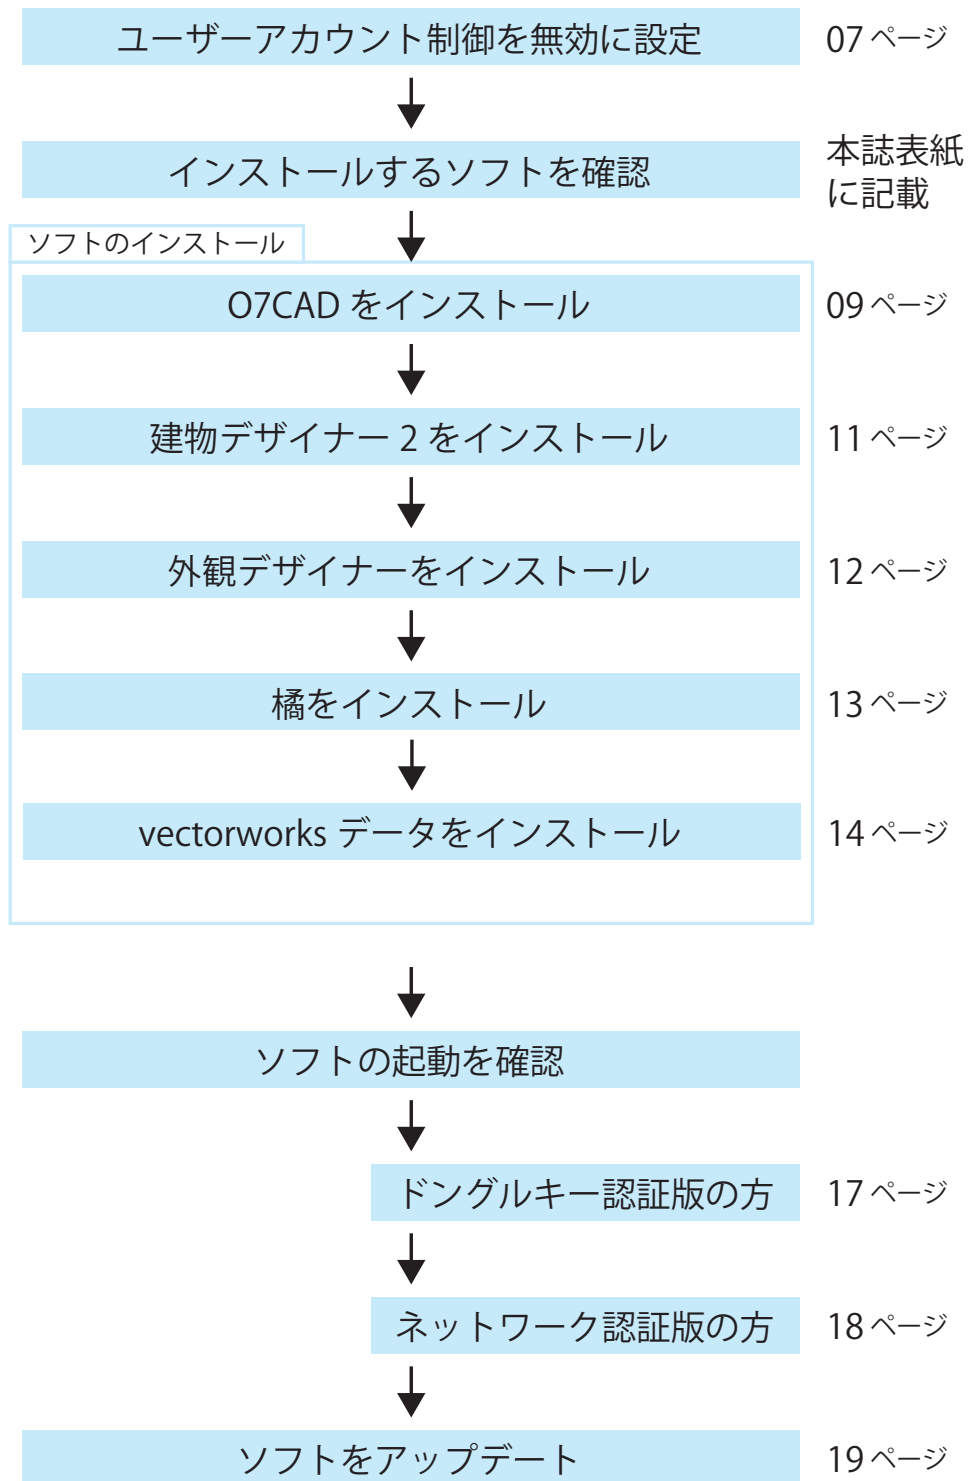 ユーザーアカウント制御を無効に設定 07 ページ
インストールするソフトを確認 本誌表紙
に記載
ソフトのインストール
O7CAD をインストール 09 ページ
建物デザイナー 2 をインストール 11 ページ
外観デザイナーをインストール 12 ページ
橘をインストール 13 ページ
vectorworks データをインストール 14 ページ
ソフトの起動を確認
ドングルキー認証版の方 17 ページ
ネットワーク認証版の方 18 ページ
ソフトをアップデート 19 ページ